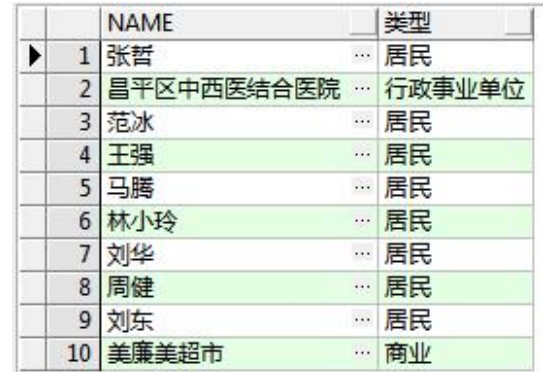 NAME 类型
1 张哲 ... 居民
2 昌平区中西医结合医院 ... 行政事业单位
3 范冰 ... 居民
4 王强 ... 居民
5 马腾 ... 居民
6 林小玲 ... 居民
7 刘华 ... 居民
8 周健 ... 居民
9 刘东 ... 居民
10 美廉美超市 ... 商业